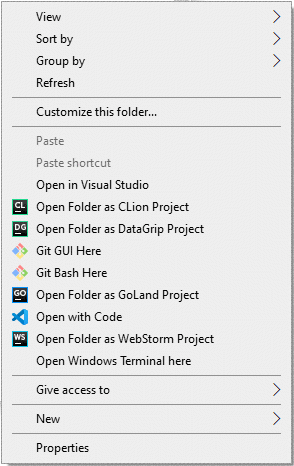 View
Sort by
Group by
Refresh
Customize this folder...
Paste
Paste shortcut
Open in Visual Studio
CL Open Folder as CLion Project
DG Open Folder as DataGrip Project
Git GUI Here
Git Bash Here
GO Open Folder as GoLand Project
Open with Code
WS Open Folder as WebStorm Project
Open Windows Terminal here
Give access to
New
Properties